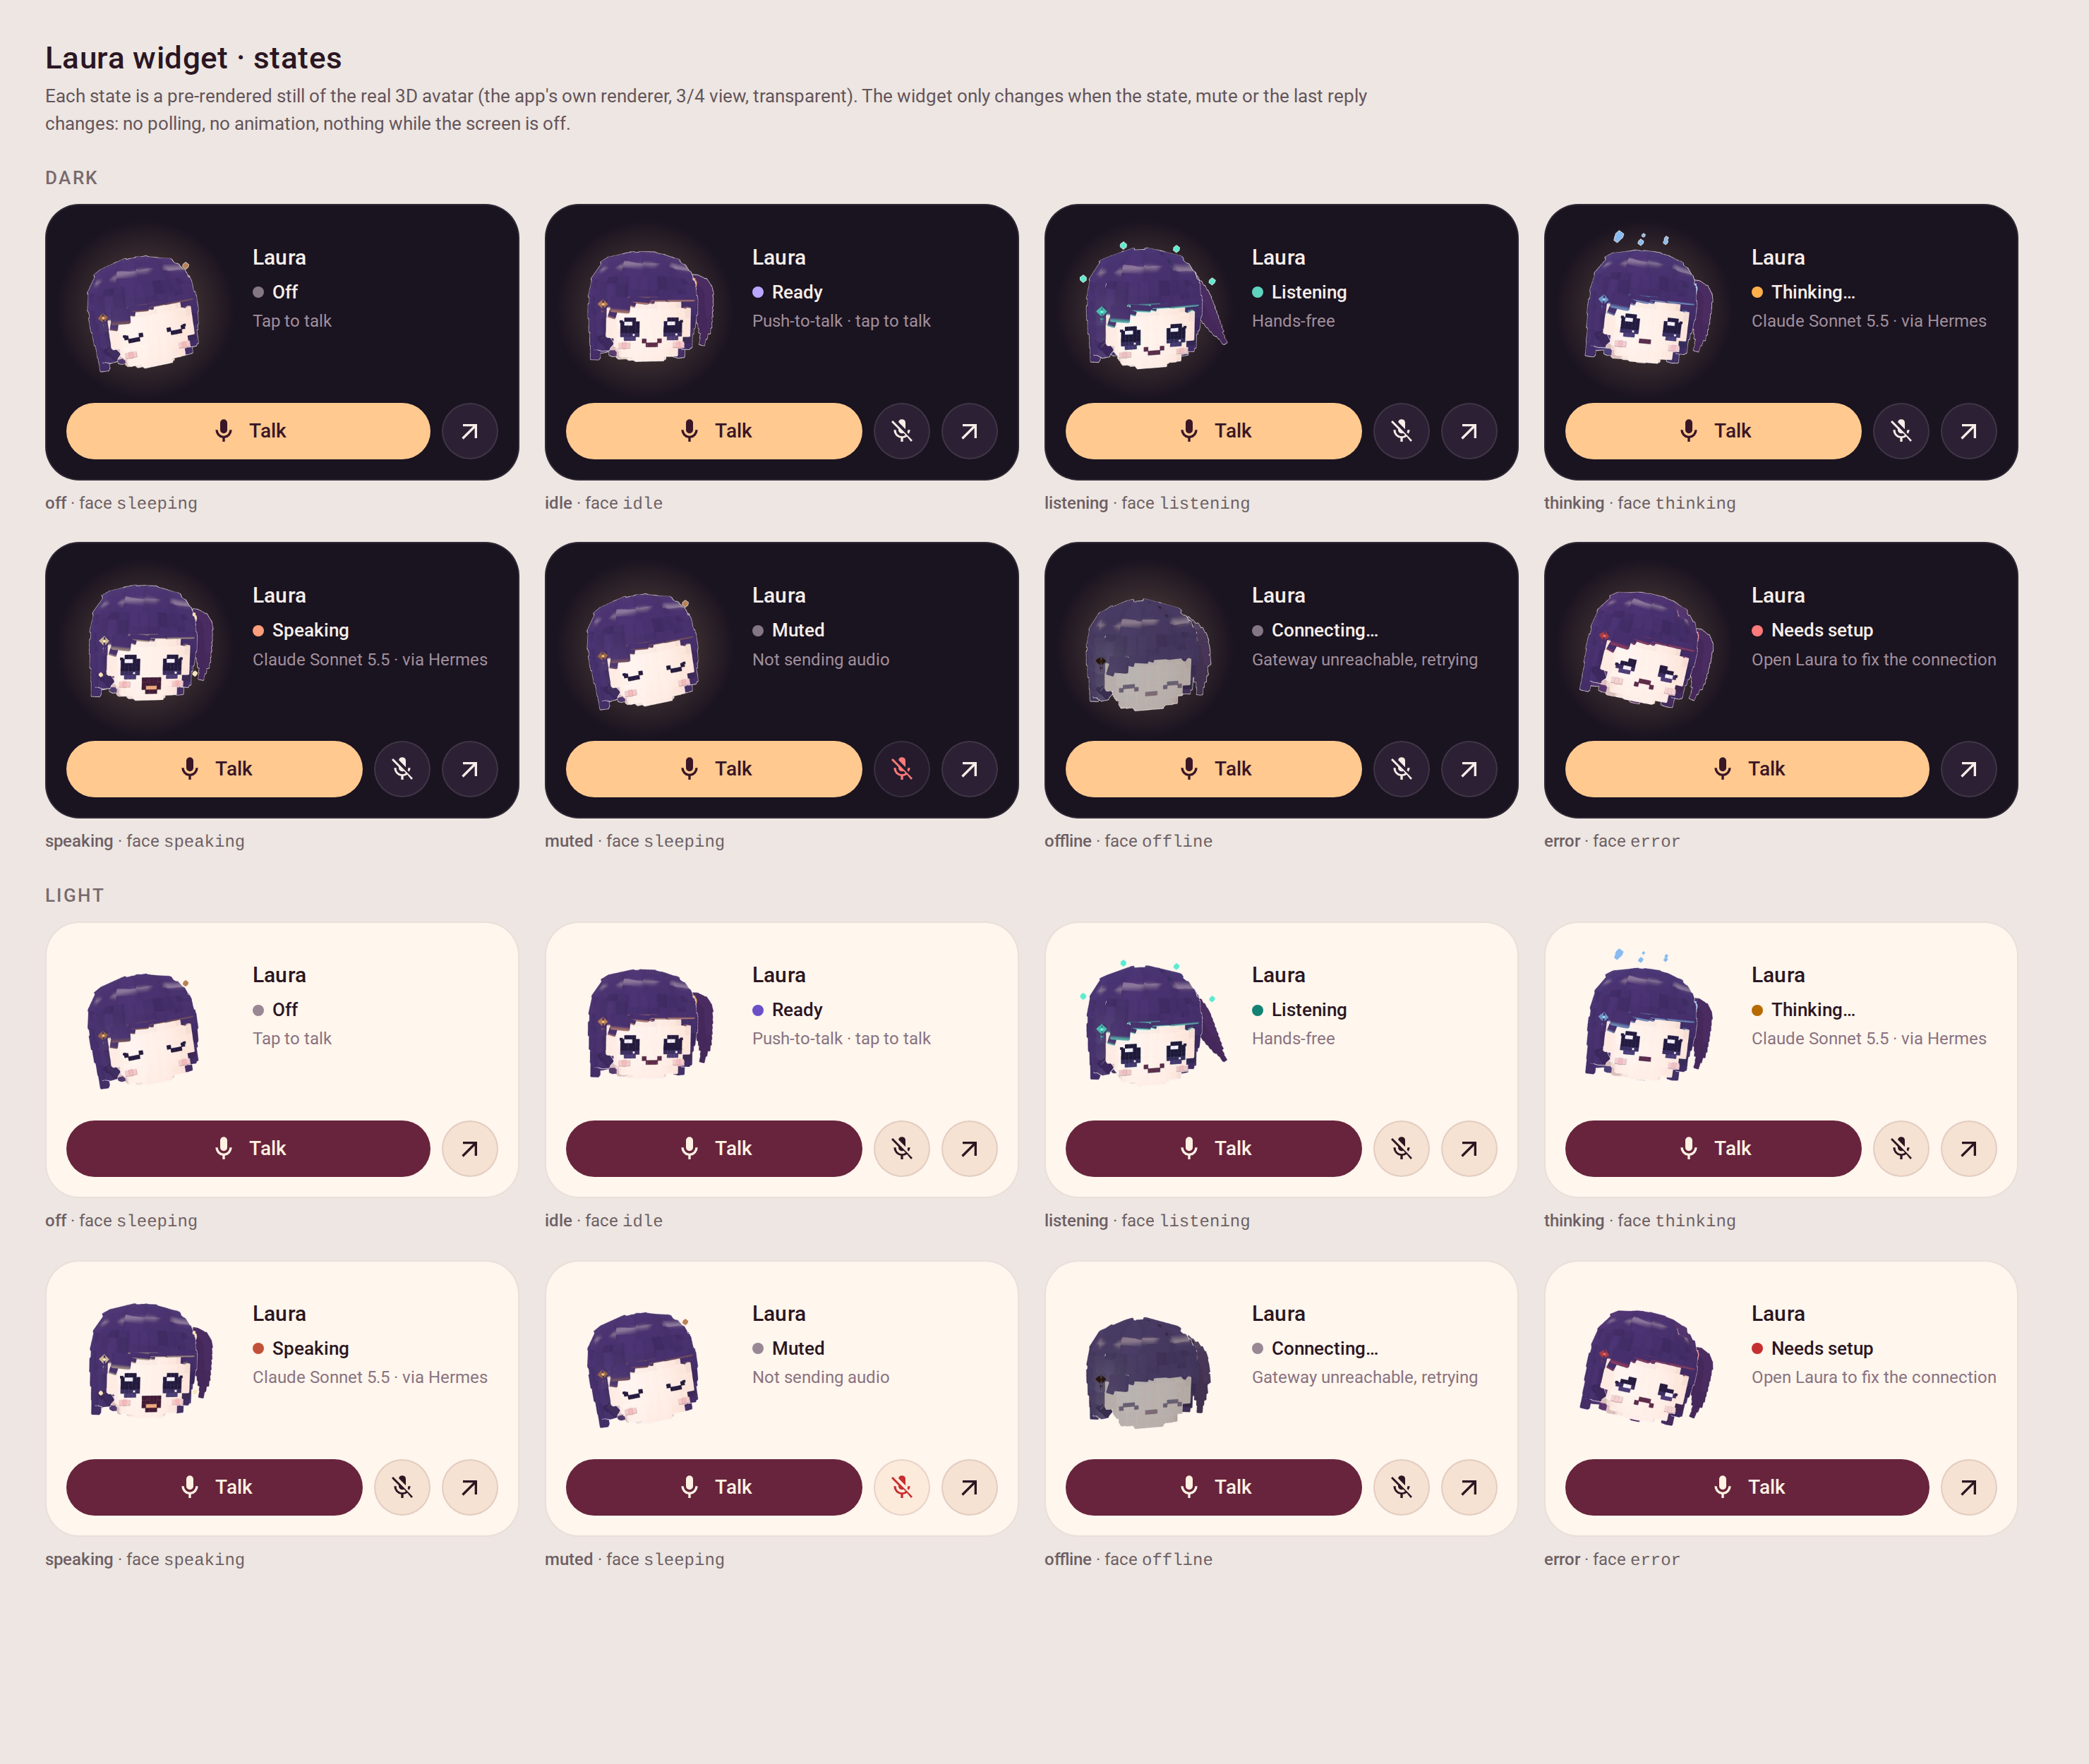 Laura widget · states
Each state is a pre-rendered still of the real 3D avatar (the app's own renderer, 3/4 view, transparent). The widget only changes when the state, mute or the last reply
changes: no polling, no animation, nothing while the screen is off.
DARK
Laura
Off
Tap to talk
Talk
off · face sleeping
Laura
Ready
Push-to-talk · tap to talk
Talk
idle · face idle
Laura
Listening
Hands-free
Talk
listening · face listening
Laura
Thinking...
Claude Sonnet 5.5 · via Hermes
Talk
thinking · face thinking
Laura
Speaking
Claude Sonnet 5.5 · via Hermes
Talk
speaking · face speaking
Laura
Muted
Not sending audio
Talk
muted · face sleeping
Laura
Connecting...
Gateway unreachable, retrying
Talk
offline · face offline
Laura
Needs setup
Open Laura to fix the connection
Talk
error · face error
LIGHT
Laura
Off
Tap to talk
Talk
off · face sleeping
Laura
Ready
Push-to-talk · tap to talk
Talk
idle · face idle
Laura
Listening
Hands-free
Talk
listening · face listening
Laura
Thinking...
Claude Sonnet 5.5 · via Hermes
Talk
thinking · face thinking
Laura
Speaking
Claude Sonnet 5.5 · via Hermes
Talk
speaking · face speaking
Laura
Muted
Not sending audio
Talk
muted · face sleeping
Laura
Connecting...
Gateway unreachable, retrying
Talk
offline · face offline
Laura
Needs setup
Open Laura to fix the connection
Talk
error · face error